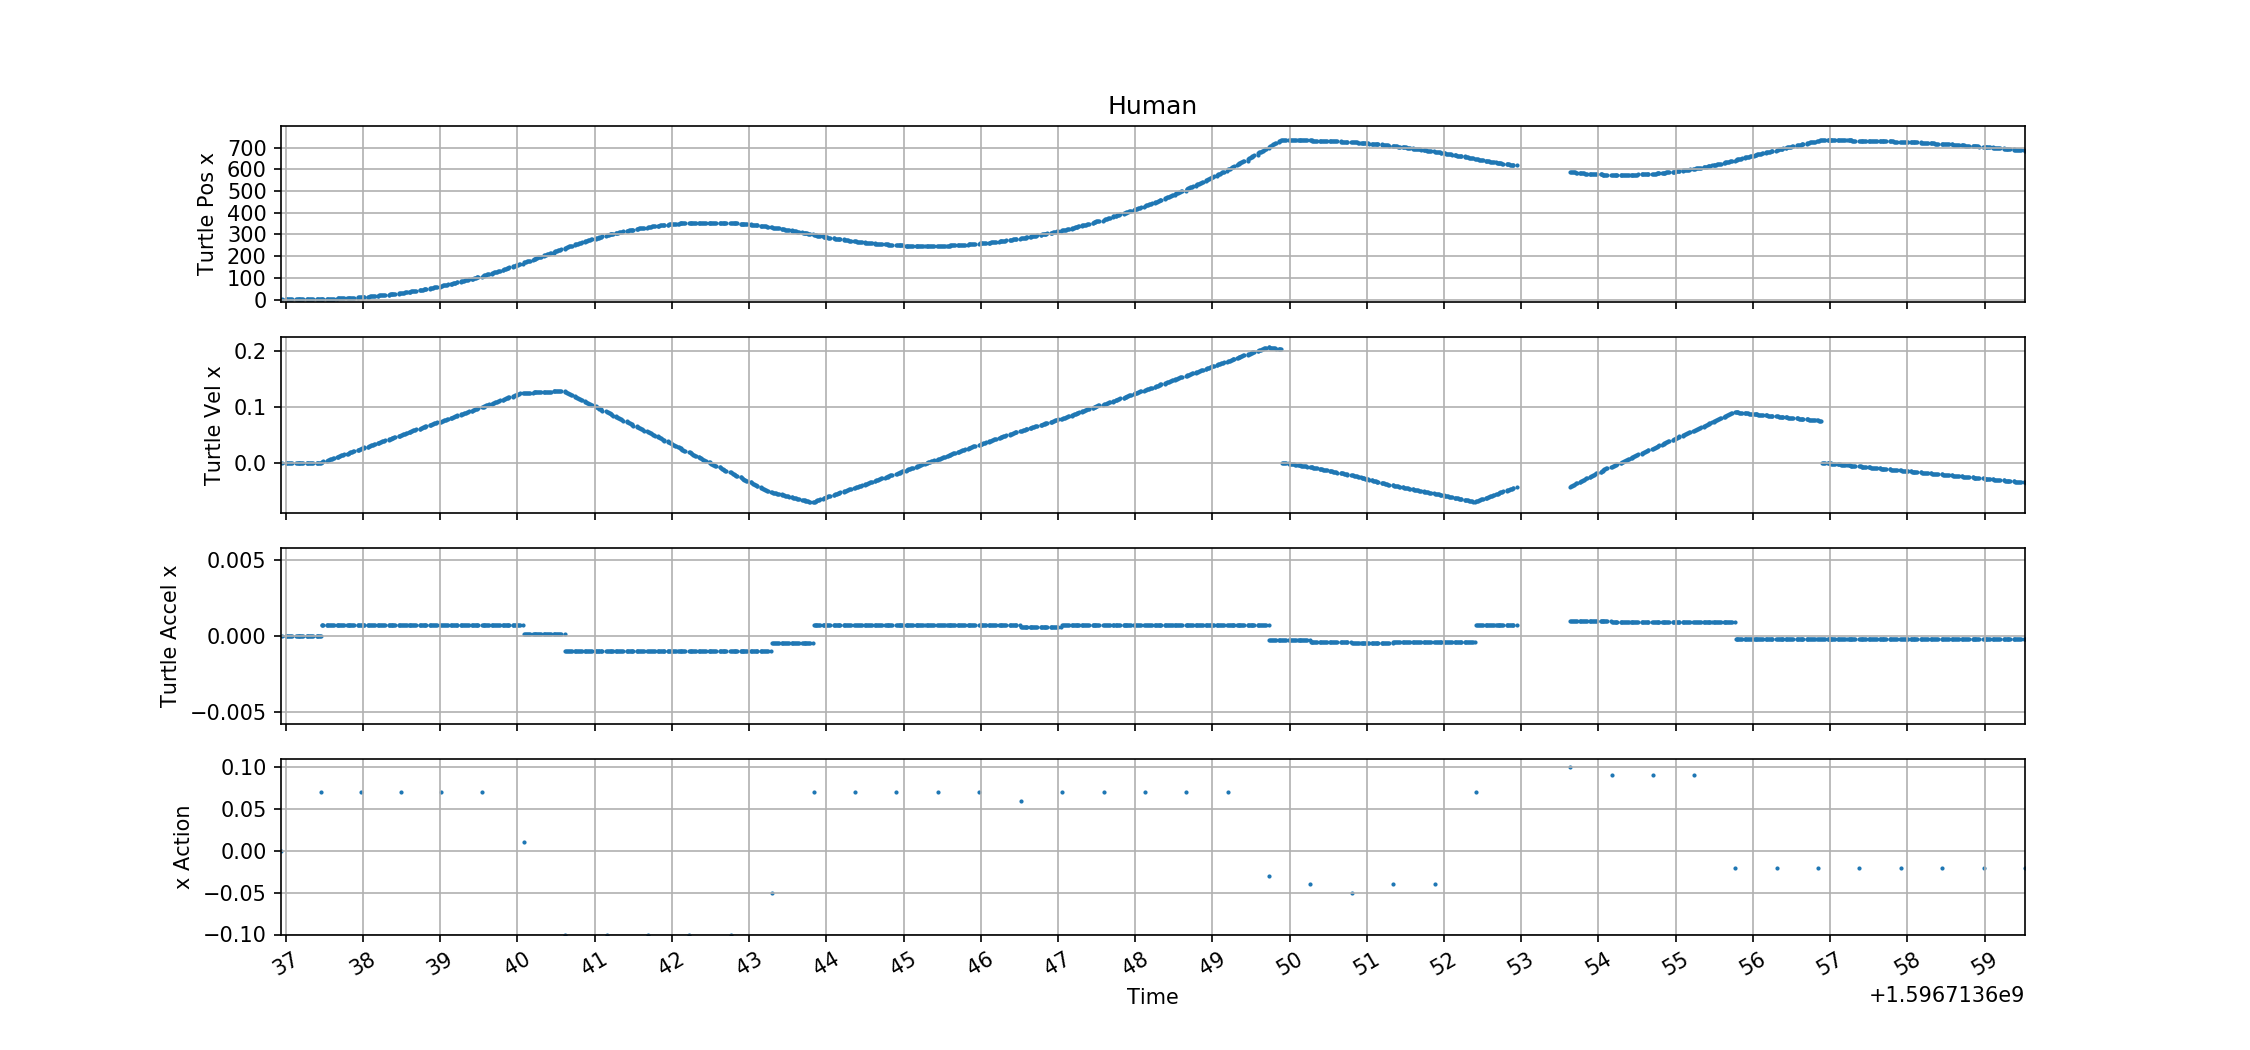 Human
Turtle Pos x
700
600
500
400
300
200
100
0
Turtle Vel x
0.2
0.1
0.0
Turtle Accel x
0.005
0.000
−0.005
x Action
0.10
0.05
0.00
−0.05
−0.10
37 38 39 40 41 42 43 44 45 46 47 48 49 50 51 52 53 54 55 56 57 58 59
Time
+1.5967136e9